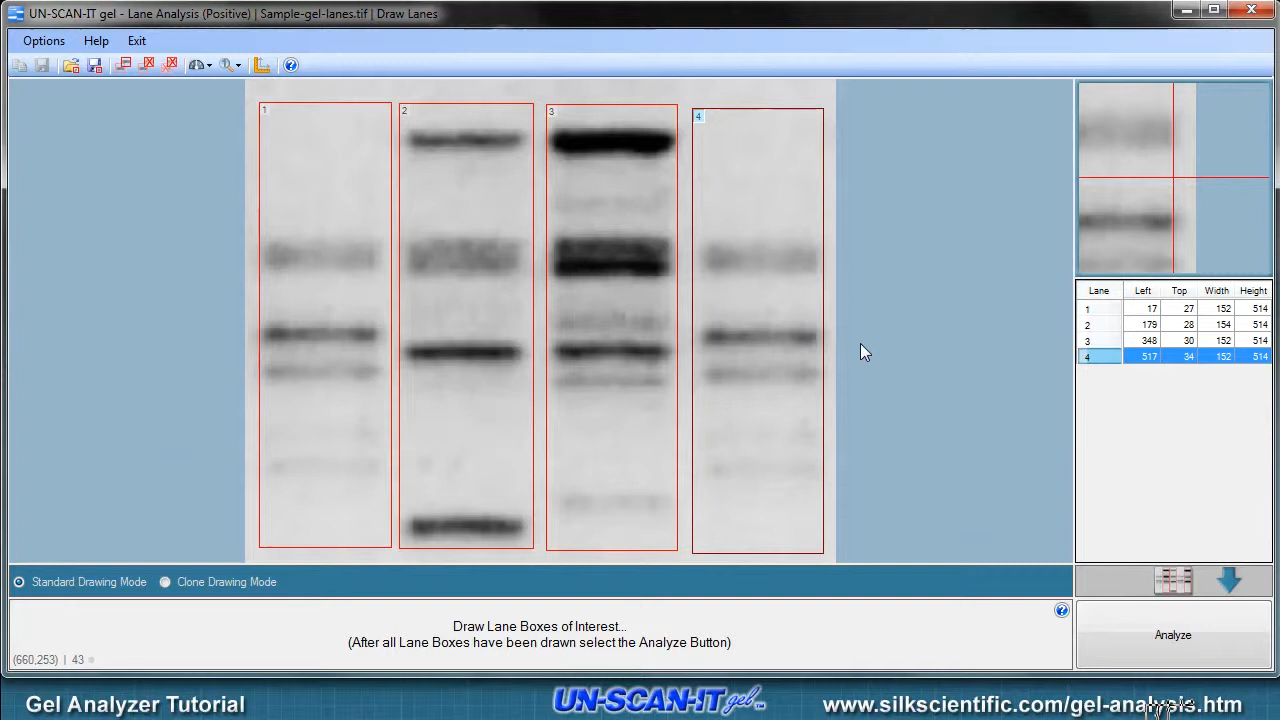 UN-SCAN-IT gel - Lane Analysis (Positive) | Sample-gel-lanes.tif | Draw Lanes
Options Help Exit
1 2 3 4
Lane Left Top Width Height
1 17 27 152 514
2 179 28 154 514
3 348 30 152 514
4 517 34 152 514
Standard Drawing Mode Clone Drawing Mode
Draw Lane Boxes of Interest...
(After all Lane Boxes have been drawn select the Analyze Button)
Analyze
(660,253) | 43
Gel Analyzer Tutorial
UN-SCAN-IT gel™
www.silkscientific.com/gel-analysis.htm